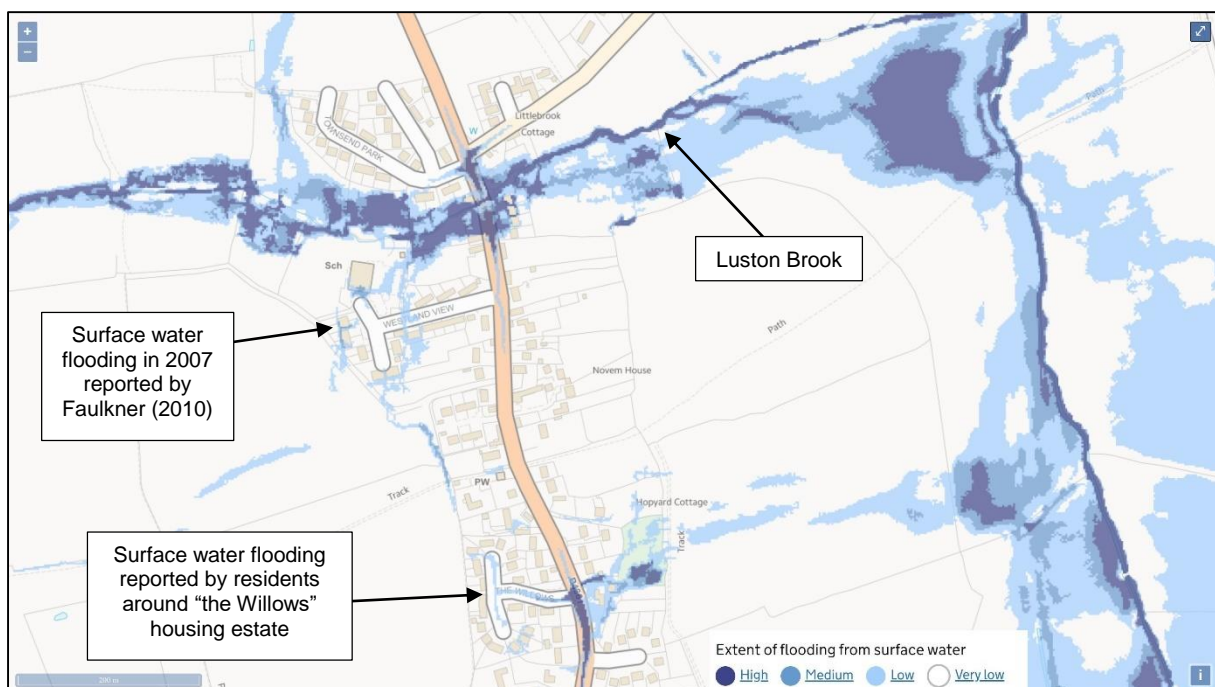 +
−
Littlebrook
Cottage
W
TOWNSEND PARK
Path
Luston Brook
Sch
WESTLAND VIEW
Surface water
flooding in 2007
reported by
Faulkner (2010)
Path
Novem House
Track
PW
Hopyard Cottage
Track
Surface water flooding
reported by residents
around “the Willows”
housing estate
THE WILLOWS
Extent of flooding from surface water
High Medium Low Very low
200 m
i